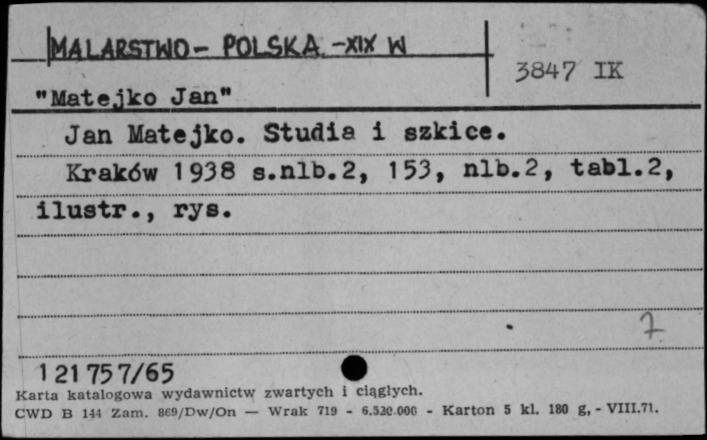 MALARSTWO - POLSKA - XIX W
3847 IK
"Matejko Jan"
Jan Matejko. Studia i szkice.
Kraków 1938 s.nlb.2, 153, nlb.2, tabl.2,
ilustr., rys.
7
121757/65
Karta katalogowa wydawnictw zwartych i ciągłych.
CWD B 144 Zam. 869/Dw/On — Wrak 719 - 6.520.000 - Karton 5 kl. 180 g, - VIII.71.